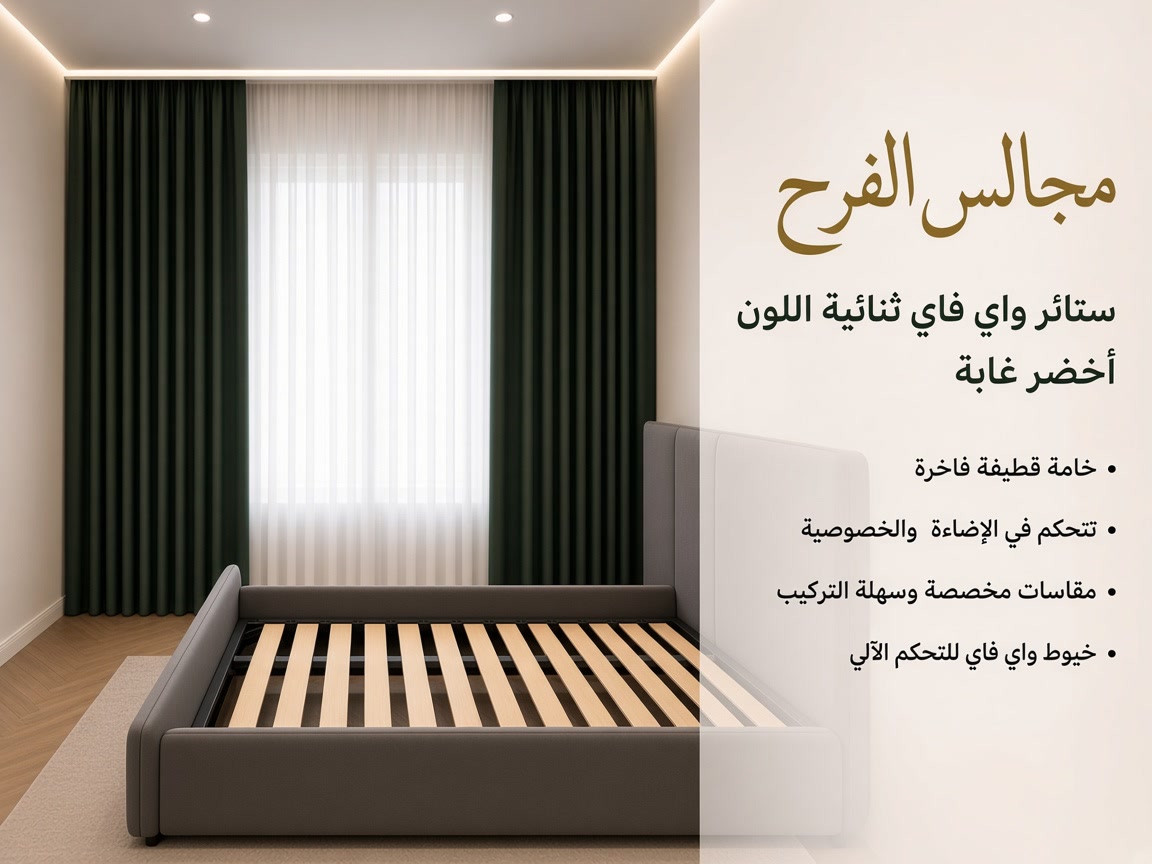 مجالس الفرح
ستائر واي فاي ثنائية اللون
أخضر غابة
• خامة قطيفة فاخرة
• تتحكم في الإضاءة والخصوصية
• مقاسات مخصصة وسهلة التركيب
• خيوط واي فاي للتحكم الآلي